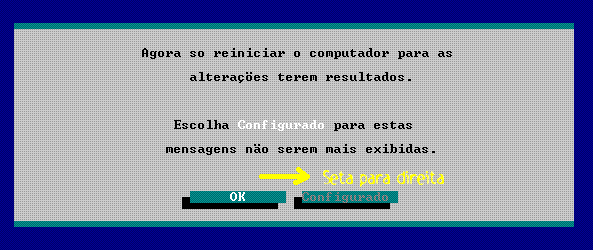 Agora so reiniciar o computador para as
alterações terem resultados.
Escolha Configurado para estas
mensagens não serem mais exibidas.
Seta para direita
OK Configurado